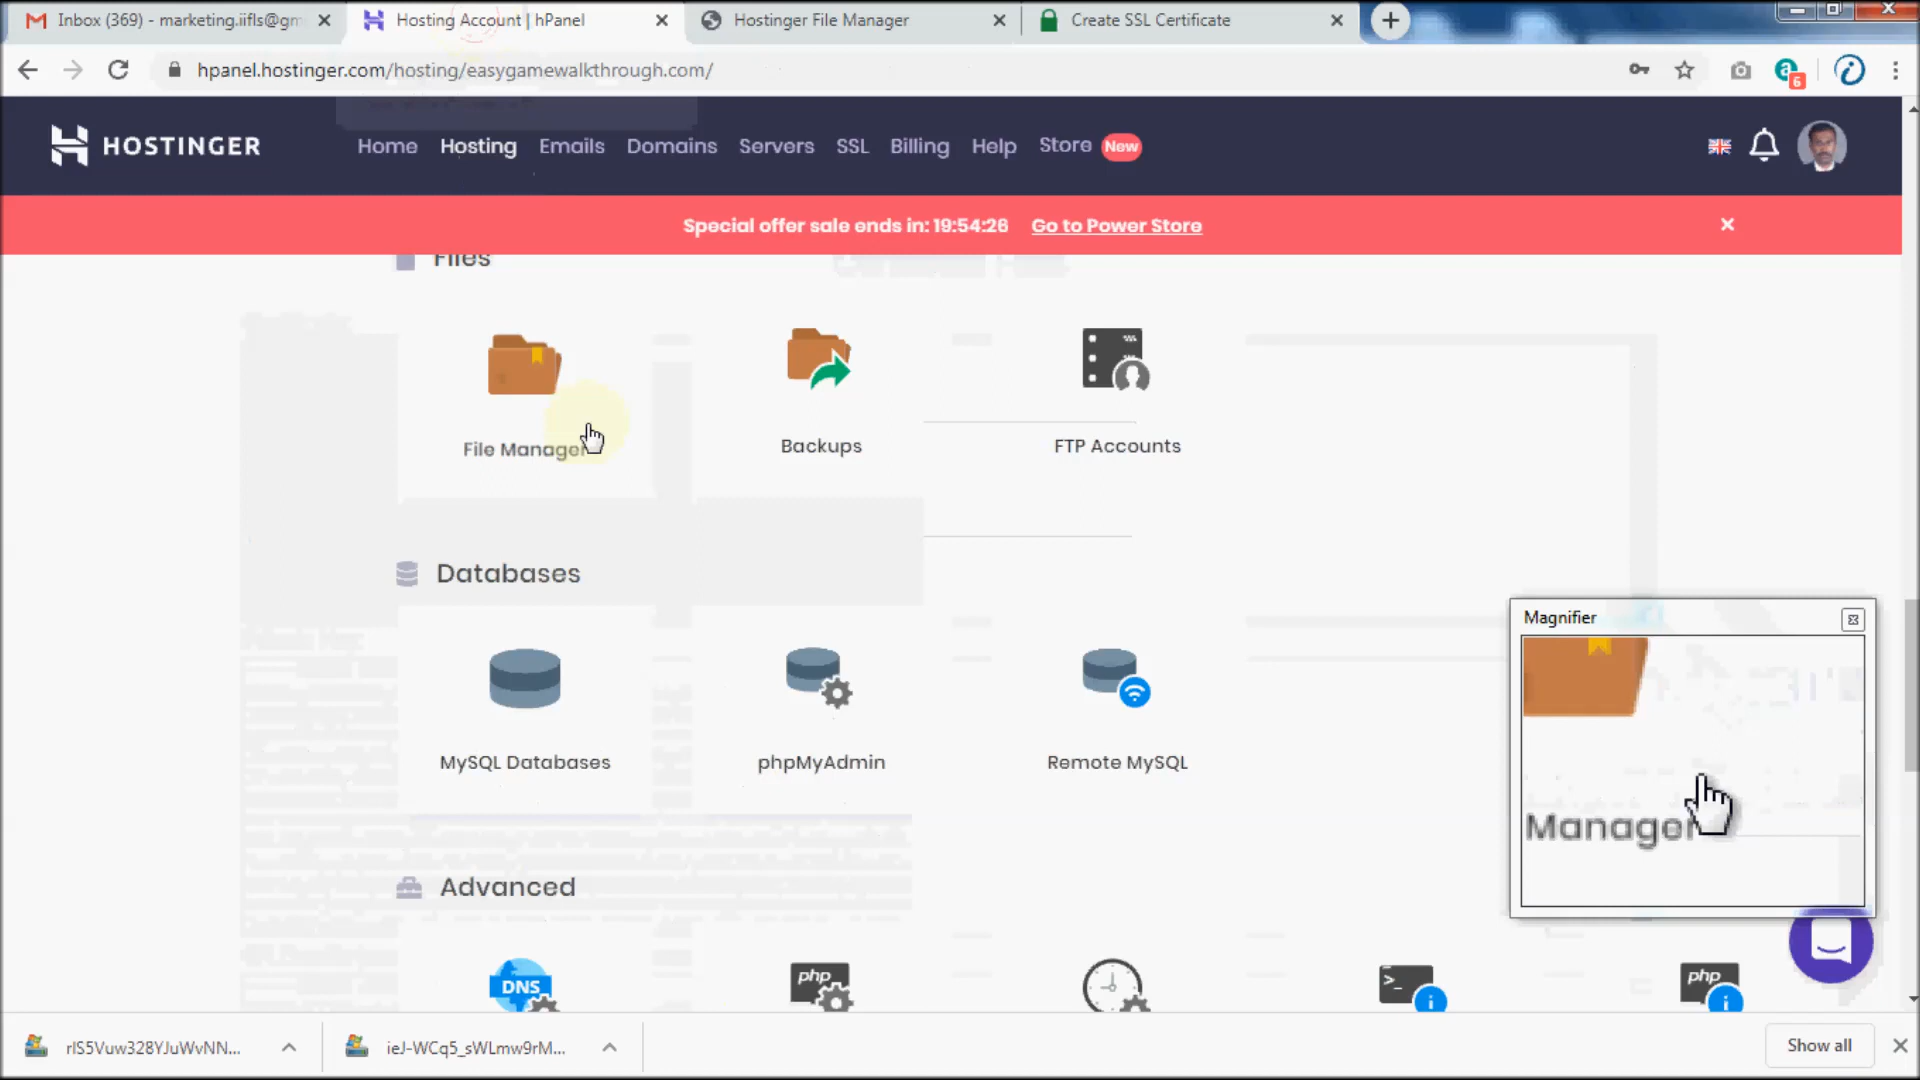 Inbox (369) - marketing.iifls@gm
Hosting Account | hPanel
Hostinger File Manager
Create SSL Certificate
hpanel.hostinger.com/hosting/easygamewalkthrough.com/
a
6
HOSTINGER
Home
Hosting
Emails
Domains
Servers
SSL
Billing
Help
Store
New
Special offer sale ends in: 19:54:26
Go to Power Store
Files
File Manager
Backups
FTP Accounts
Databases
MySQL Databases
phpMyAdmin
Remote MySQL
Magnifier
Manager
Advanced
DNS
php
php
rIS5Vuw328YJuWvNN...
ieJ-WCq5_sWLmw9rM...
Show all